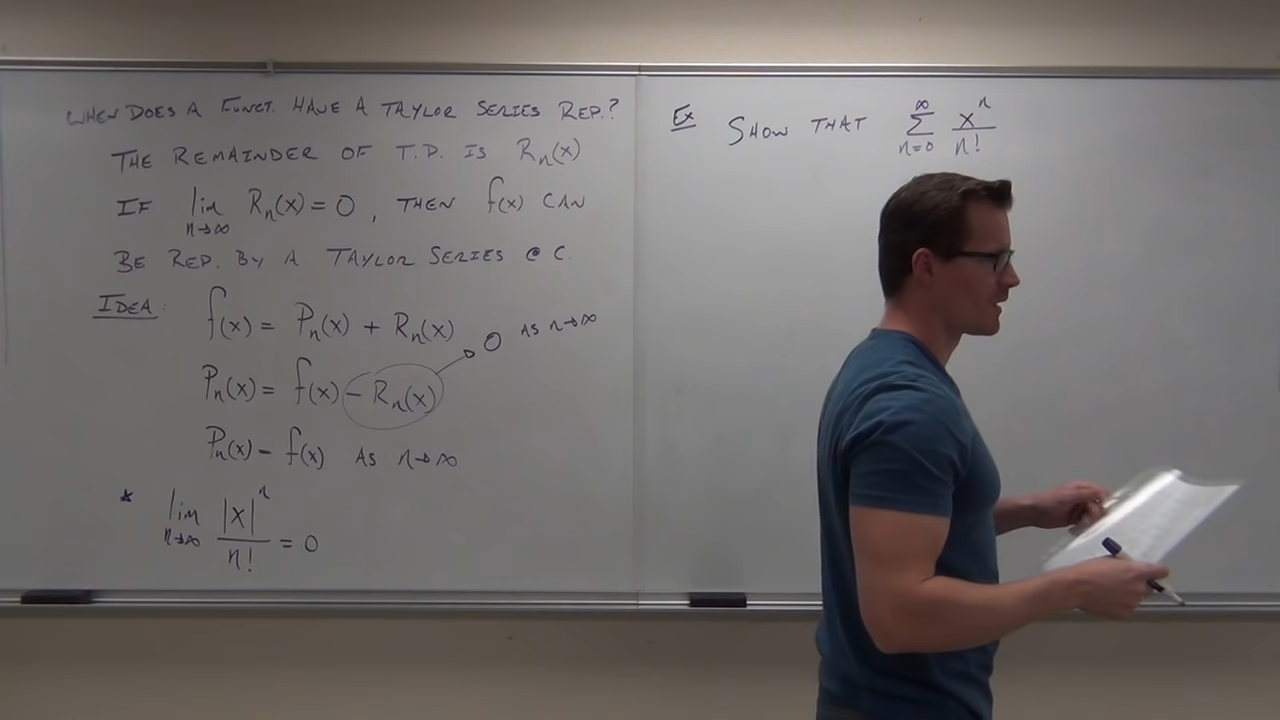 WHEN DOES A FUNCT. HAVE A TAYLOR SERIES REP.?
THE REMAINDER OF T.P. IS Rₙ(x)
IF lim n→∞ Rₙ(x) = 0, THEN f(x) CAN
BE REP. BY A TAYLOR SERIES @ C.
IDEA: f(x) = Pₙ(x) + Rₙ(x)
Pₙ(x) = f(x) − Rₙ(x) → 0 AS n→∞
Pₙ(x) − f(x) AS n→∞
* lim n→∞ |x|ⁿ / n! = 0
Ex SHOW THAT ∞ Σ n=0 xⁿ / n!